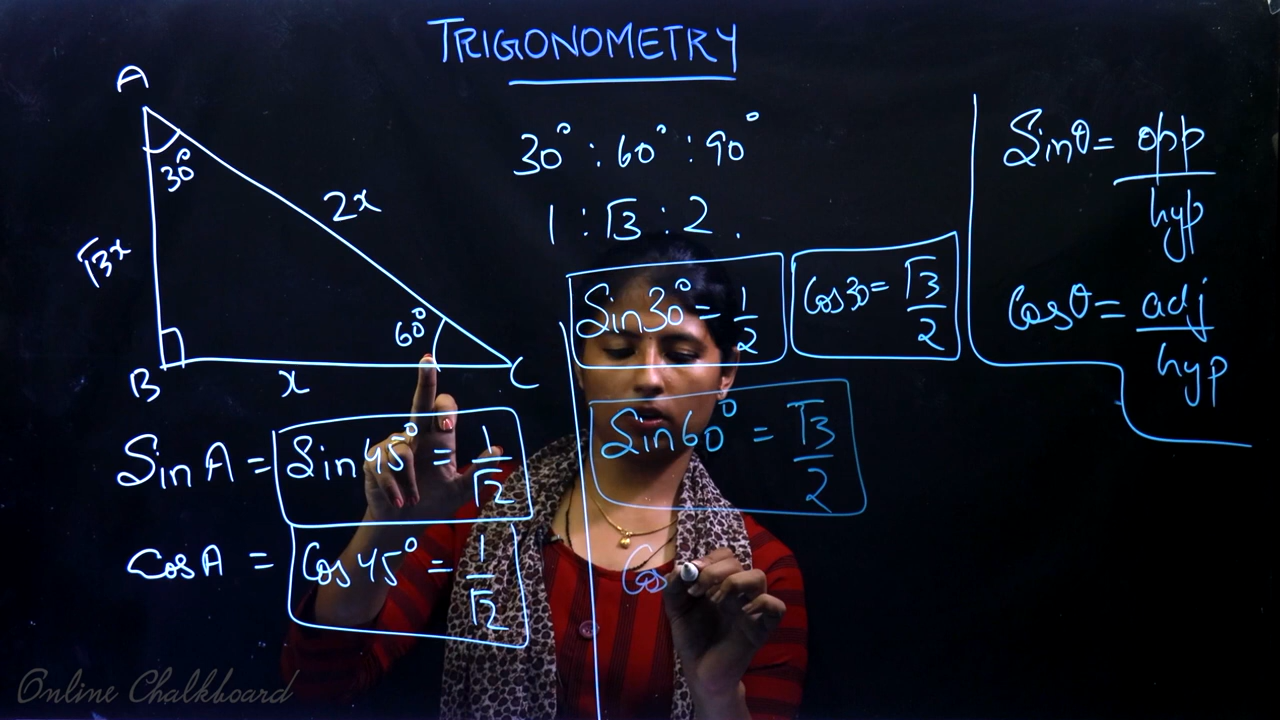 TRIGONOMETRY
A
30°
√3x
2x
60°
B
x
C
30° : 60° : 90°
1 : √3 : 2 .
Sinθ = opp/hyp
Cosθ = adj/hyp
Sin30° = 1/2
Cos30 = √3/2
Sin60° = √3/2
Cos
SinA = Sin45° = 1/√2
CosA = Cos45° = 1/√2
Online Chalkboard